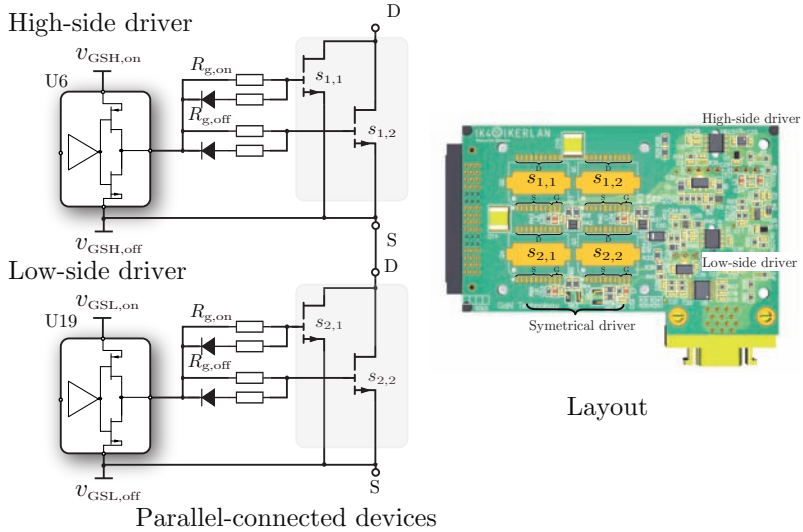 High-side driver
D
v_GSH,on
U6
R_g,on
R_g,off
s_1,1
s_1,2
v_GSH,off
S
Low-side driver
D
v_GSL,on
U19
R_g,on
R_g,off
s_2,1
s_2,2
v_GSL,off
S
Parallel-connected devices
High-side driver
IK4 IKERLAN
D D
s_1,1 s_1,2
S G S G
D D
s_2,1 s_2,2
Low-side driver
S G S G
Symetrical driver
Layout